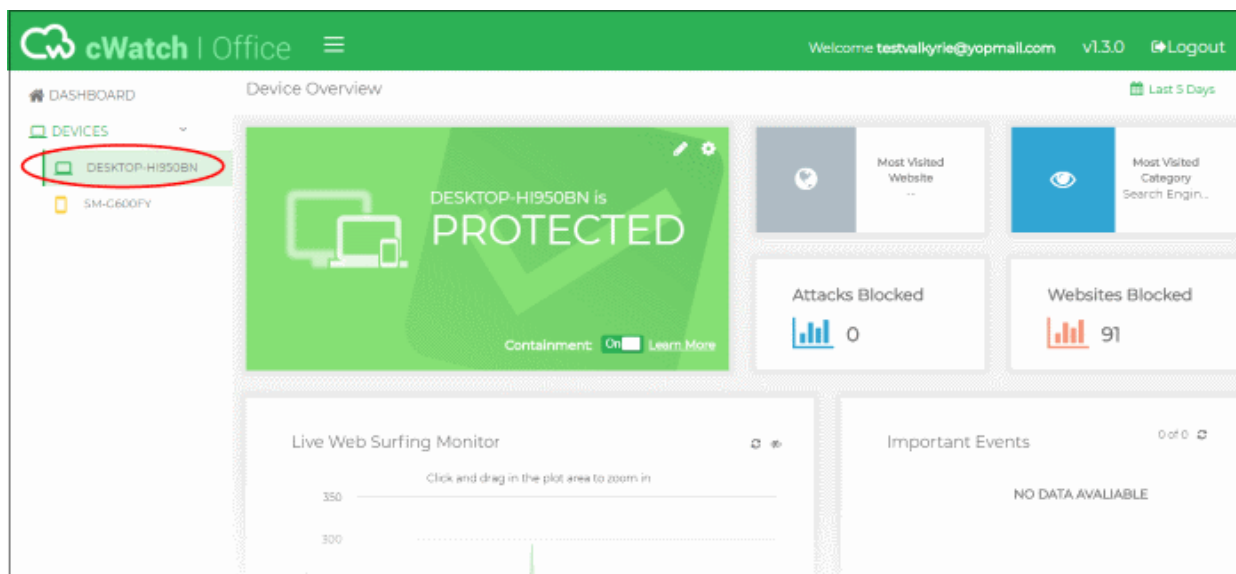 cWatch | Office
Welcome testvalkyrie@yopmail.com v1.3.0 Logout
DASHBOARD
Device Overview
Last 5 Days
DEVICES
DESKTOP-HI950BN
SM-G600FY
DESKTOP-HI950BN is
PROTECTED
Containment: On Learn More
Most Visited
Website
--
Most Visited
Category
Search Engin...
Attacks Blocked
0
Websites Blocked
91
Live Web Surfing Monitor
Click and drag in the plot area to zoom in
350
300
Important Events
0 of 0
NO DATA AVALIABLE